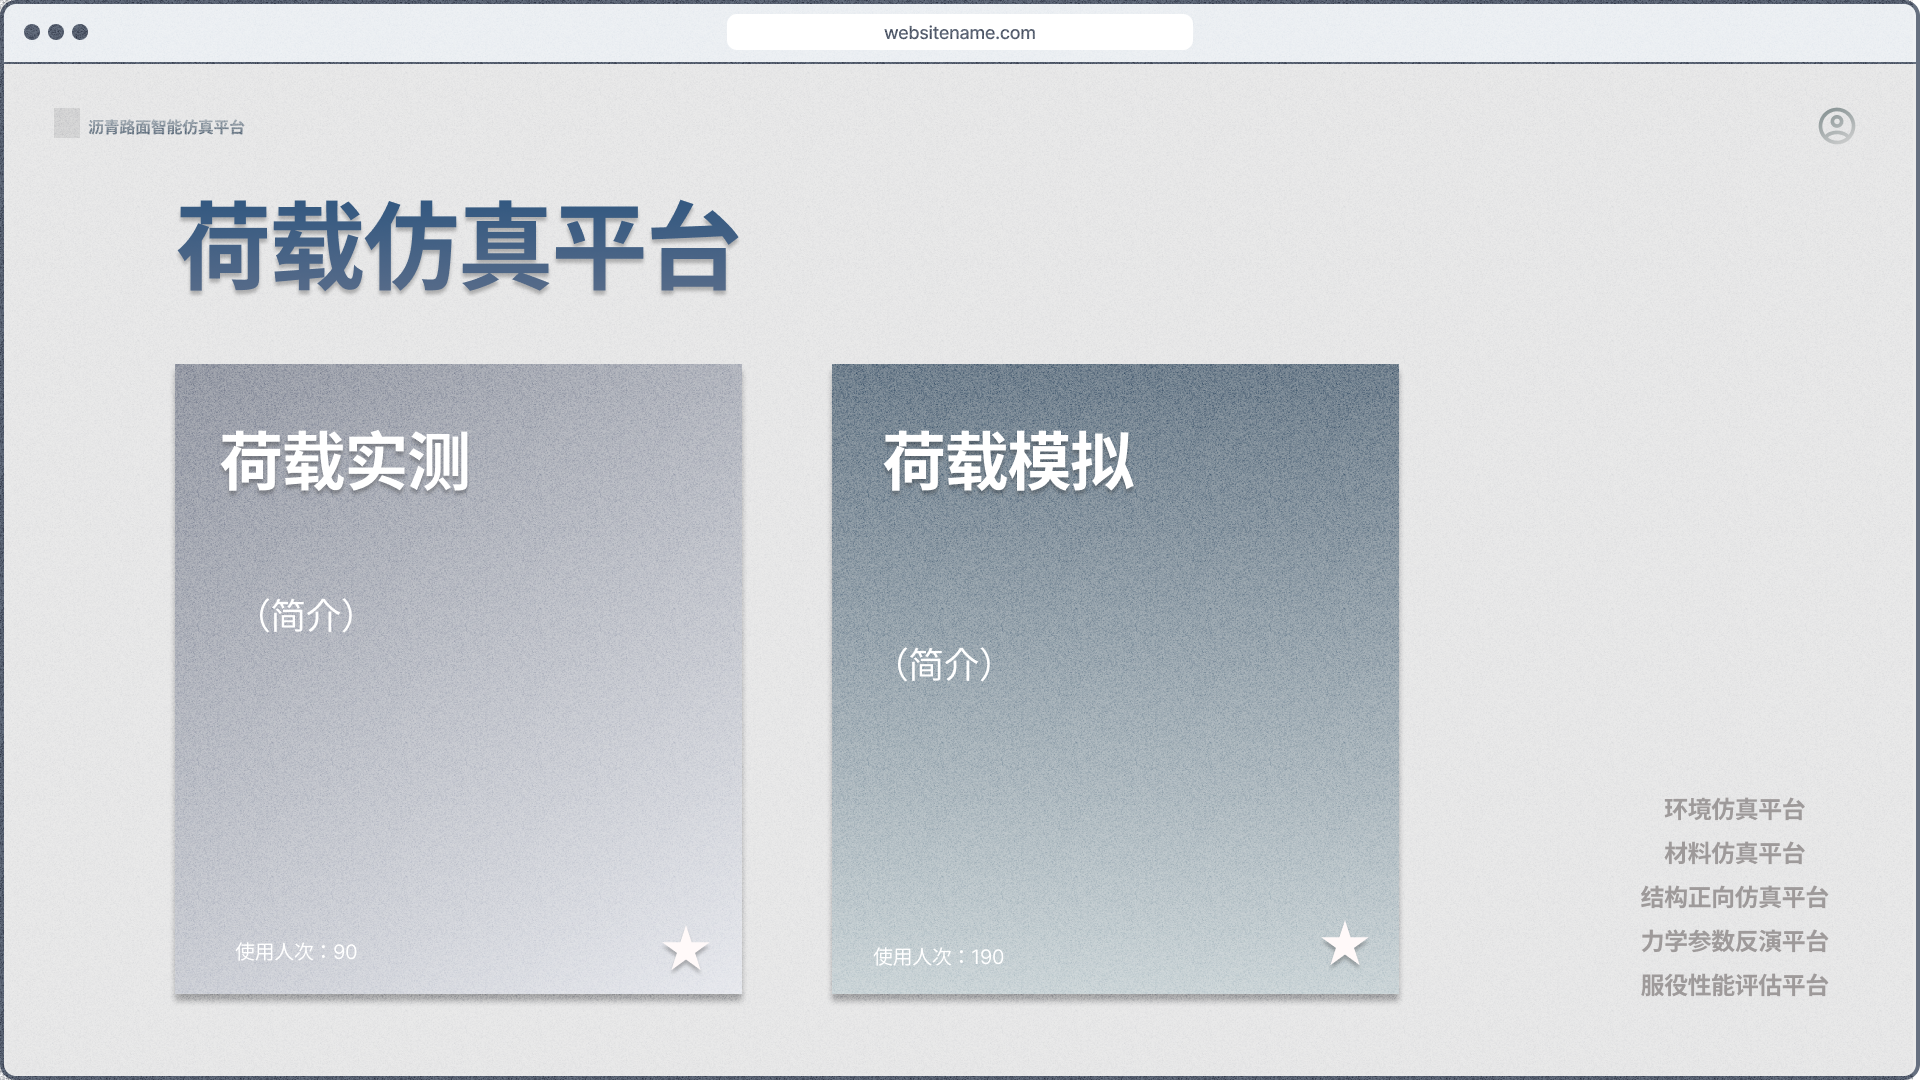 websitename.com
沥青路面智能仿真平台
荷载仿真平台
荷载实测
（简介）
使用人次：90
荷载模拟
（简介）
使用人次：190
环境仿真平台
材料仿真平台
结构正向仿真平台
力学参数反演平台
服役性能评估平台